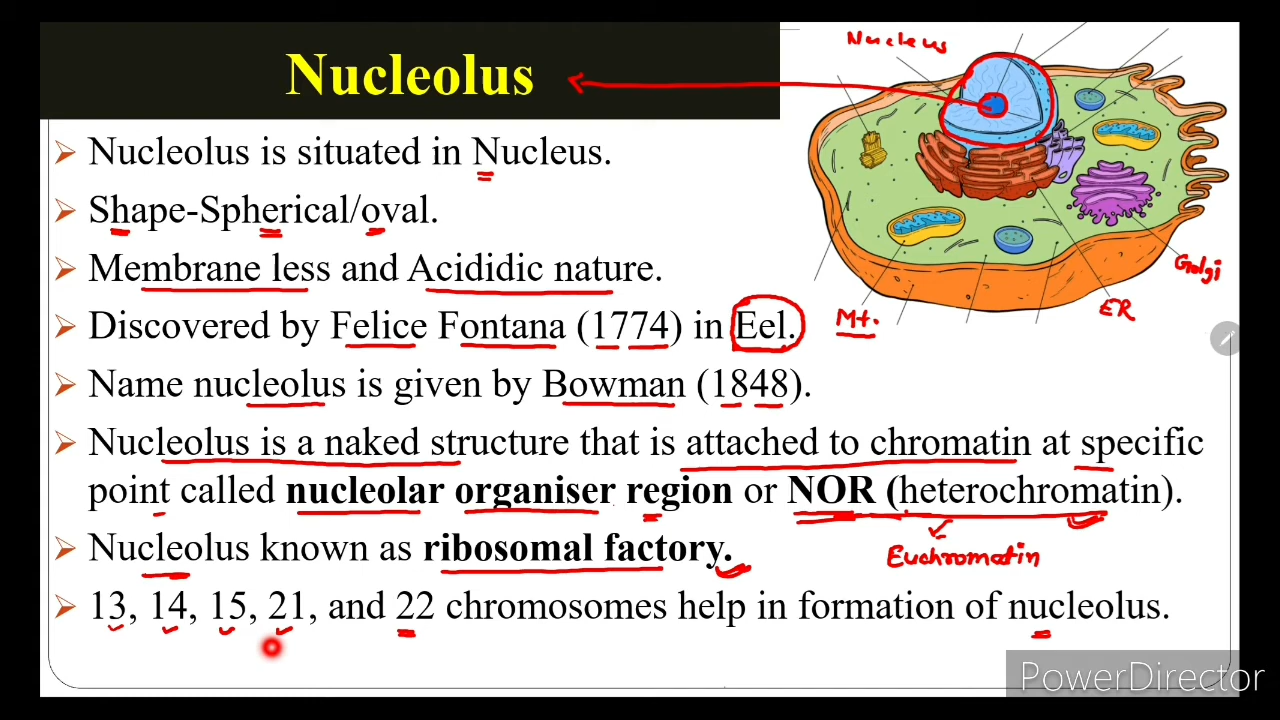 Nucleolus
Nucleus
Nucleolus is situated in Nucleus.
Shape-Spherical/oval.
Membrane less and Acididic nature.
Golgi
ER
Mt.
Discovered by Felice Fontana (1774) in Eel.
Name nucleolus is given by Bowman (1848).
Nucleolus is a naked structure that is attached to chromatin at specific
point called nucleolar organiser region or NOR (heterochromatin).
Nucleolus known as ribosomal factory.
Euchromatin
13, 14, 15, 21, and 22 chromosomes help in formation of nucleolus.
PowerDirector